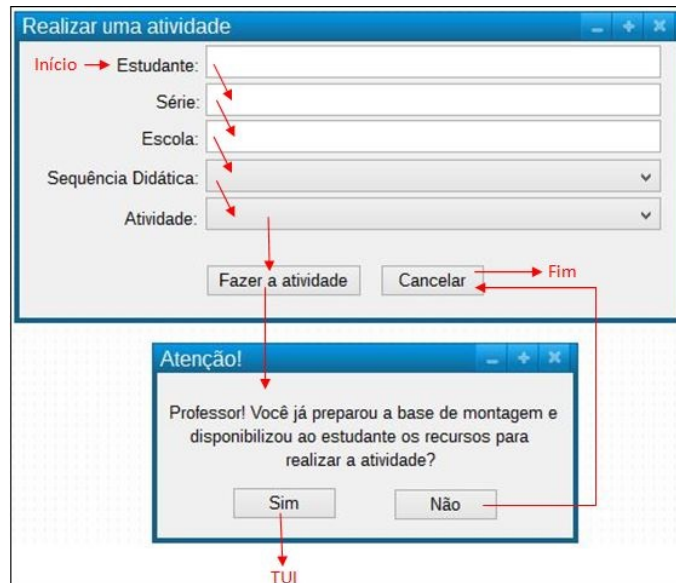 Realizar uma atividade
Início Estudante:
Série:
Escola:
Sequência Didática:
Atividade:
Fazer a atividade Cancelar Fim
Atenção!
Professor! Você já preparou a base de montagem e
disponibilizou ao estudante os recursos para
realizar a atividade?
Sim Não
TUI